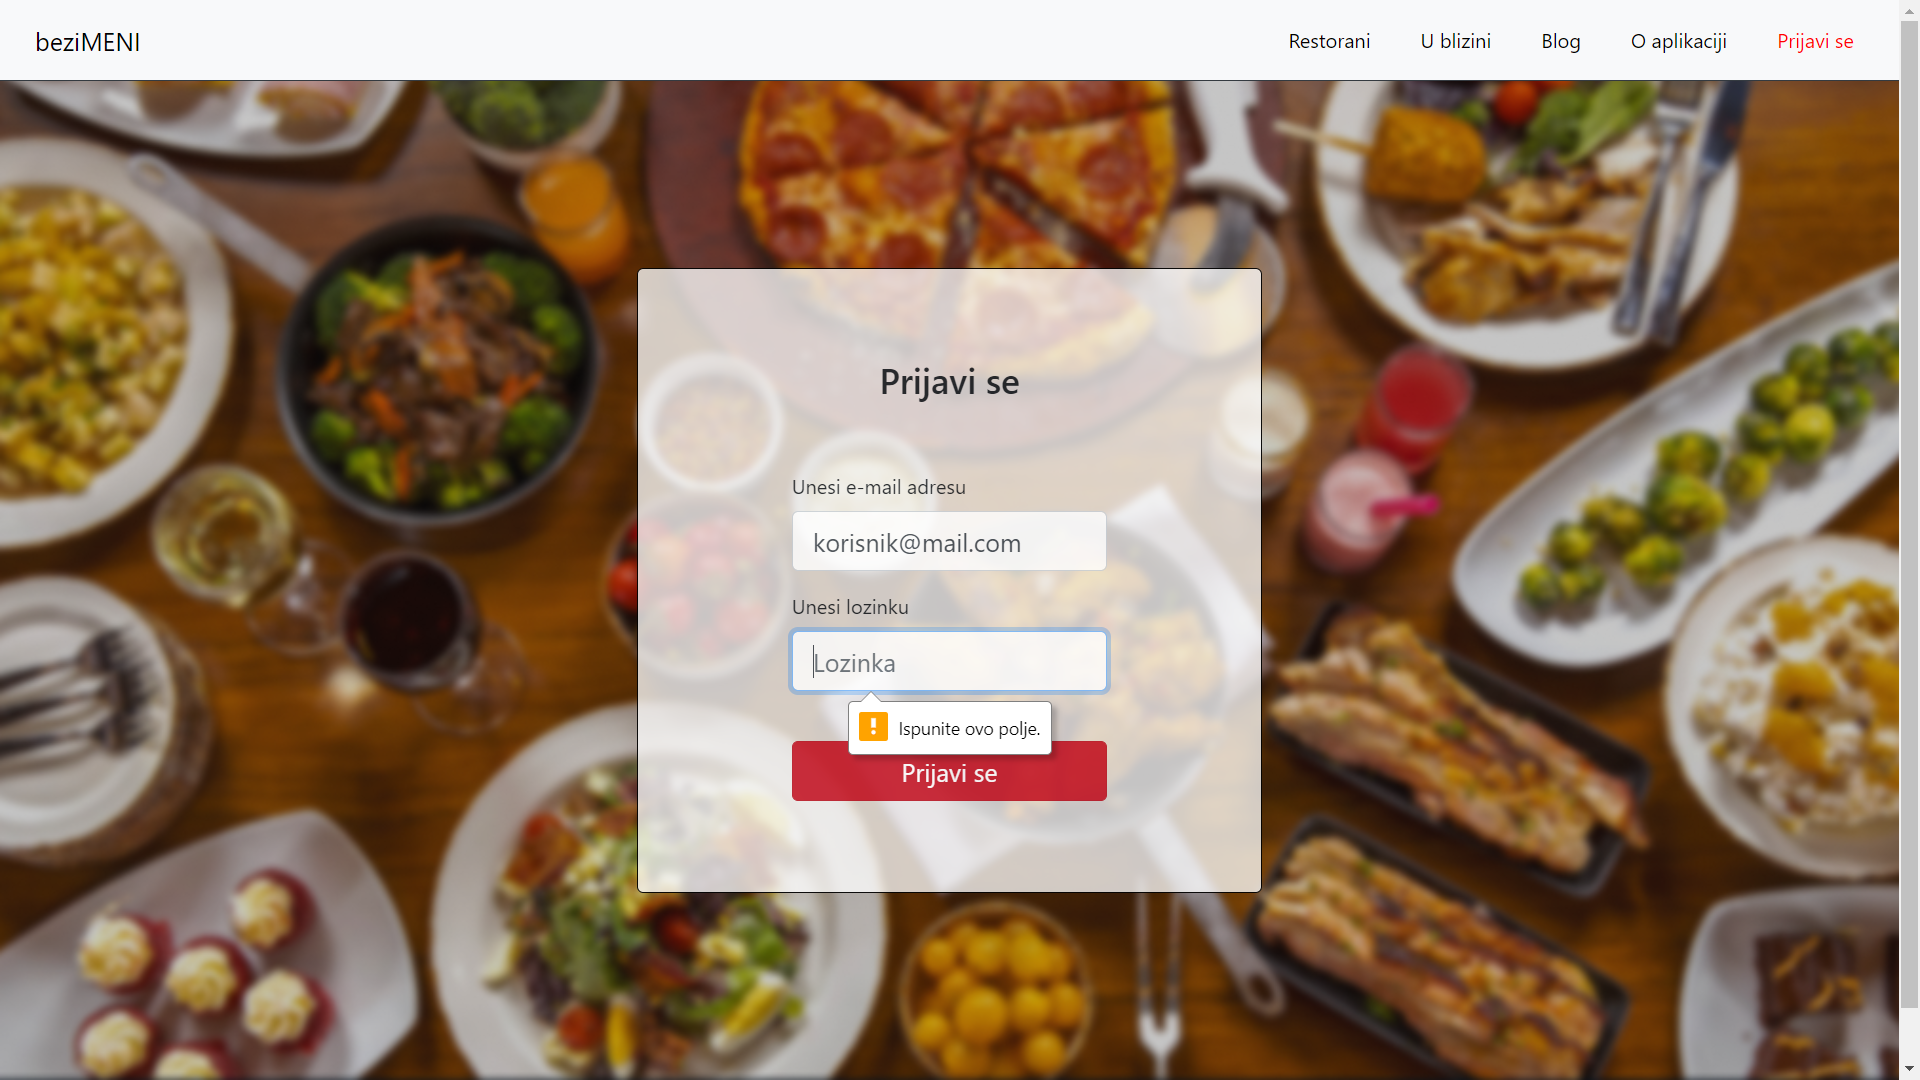 beziMENI
Restorani
U blizini
Blog
O aplikaciji
Prijavi se
Prijavi se
Unesi e-mail adresu
korisnik@mail.com
Unesi lozinku
Lozinka
Ispunite ovo polje.
Prijavi se